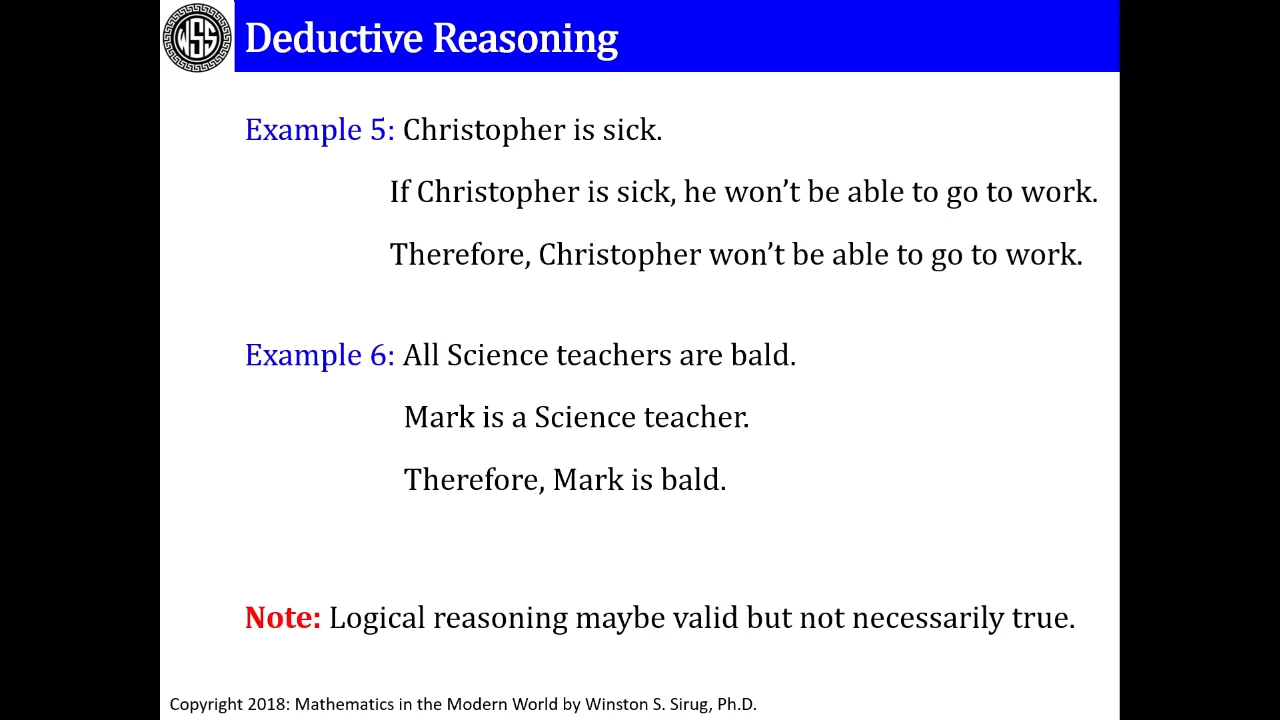 WSS
Deductive Reasoning
Example 5: Christopher is sick.
If Christopher is sick, he won’t be able to go to work.
Therefore, Christopher won’t be able to go to work.
Example 6: All Science teachers are bald.
Mark is a Science teacher.
Therefore, Mark is bald.
Note: Logical reasoning maybe valid but not necessarily true.
Copyright 2018: Mathematics in the Modern World by Winston S. Sirug, Ph.D.